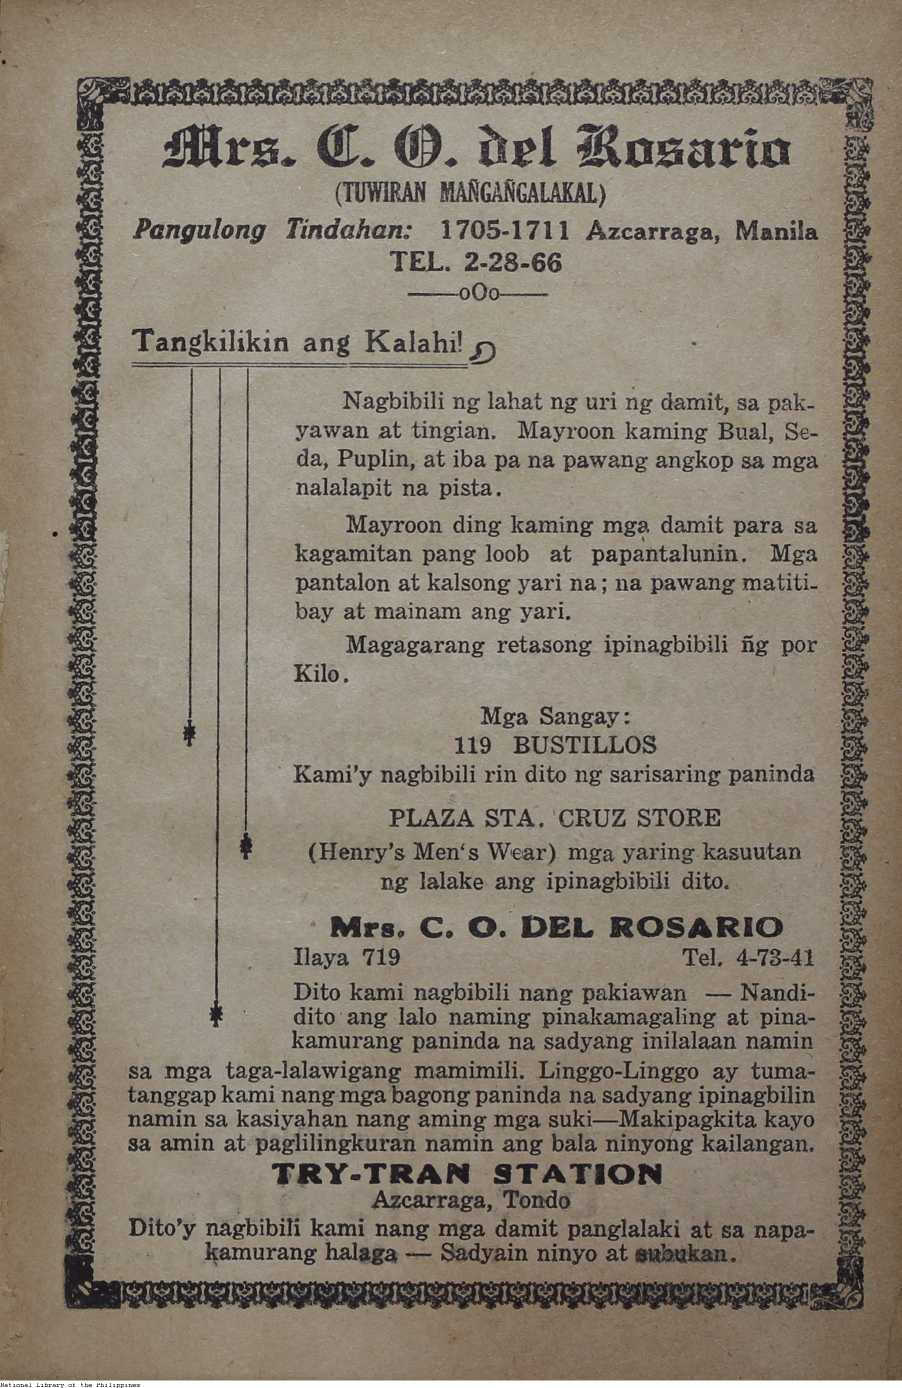 Mrs. C. O. del Rosario
(TUWIRAN MAÑGAÑGALAKAL)
Pangulong Tindahan: 1705-1711 Azcarraga, Manila
TEL. 2-28-66
oOo
Tangkilikin ang Kalahi!
Nagbibili ng lahat ng uri ng damit, sa pak-
yawan at tingian. Mayroon kaming Bual, Se-
da, Puplin, at iba pa na pawang angkop sa mga
nalalapit na pista.
Mayroon ding kaming mga damit para sa
kagamitan pang loob at papantalunin. Mga
pantalon at kalsong yari na; na pawang matiti-
bay at mainam ang yari.
Magagarang retasong ipinagbibili ñg por
Kilo.
Mga Sangay:
119 BUSTILLOS
Kami'y nagbibili rin dito ng sarisaring paninda
PLAZA STA. CRUZ STORE
(Henry's Men's Wear) mga yaring kasuutan
ng lalake ang ipinagbibili dito.
Mrs. C. O. DEL ROSARIO
Ilaya 719 Tel. 4-73-41
Dito kami nagbibili nang pakiawan — Nandi-
dito ang lalo naming pinakamagaling at pina-
kamurang paninda na sadyang inilalaan namin
sa mga taga-lalawigang mamimili. Linggo-Linggo ay tuma-
tanggap kami nang mga bagong paninda na sadyang ipinagbilin
namin sa kasiyahan nang aming mga suki—Makipagkita kayo
sa amin at paglilingkuran namin ang bala ninyong kailangan.
TRY-TRAN STATION
Azcarraga, Tondo
Dito'y nagbibili kami nang mga damit panglalaki at sa napa-
kamurang halaga — Sadyain ninyo at subukan.
National Library of the Philippines